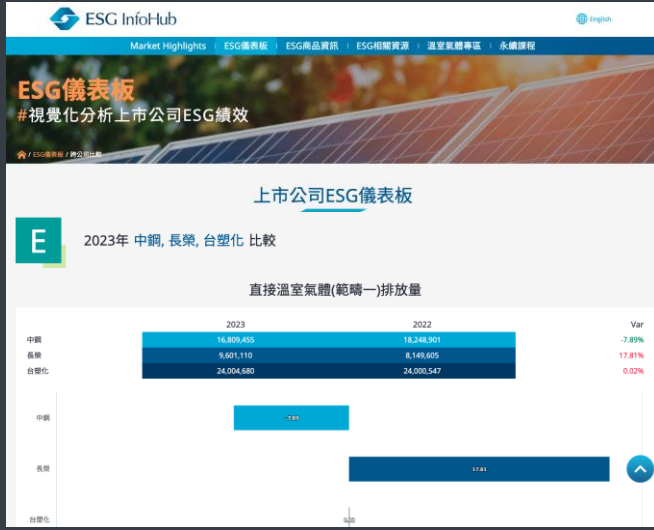 ESG InfoHub
English
Market Highlights ESG儀表板 ESG商品資訊 ESG相關資源 溫室氣體專區 永續課程
ESG儀表板
#視覺化分析上市公司ESG績效
/ ESG儀表板 / 跨公司比較
上市公司ESG儀表板
E
2023年 中鋼, 長榮, 台塑化 比較
直接溫室氣體(範疇一)排放量
2023 2022 Var
中鋼 16,809,455 18,248,901 -7.89%
長榮 9,601,110 8,149,605 17.81%
台塑化 24,004,680 24,000,547 0.02%
中鋼 -7.89
長榮 17.81
台塑化 0.02